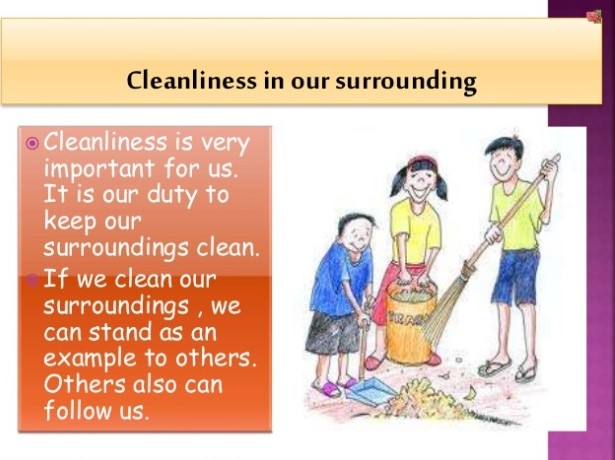 Cleanliness in our surrounding
Cleanliness is very
important for us.
It is our duty to
keep our
surroundings clean.
If we clean our
surroundings , we
can stand as an
example to others.
Others also can
follow us.